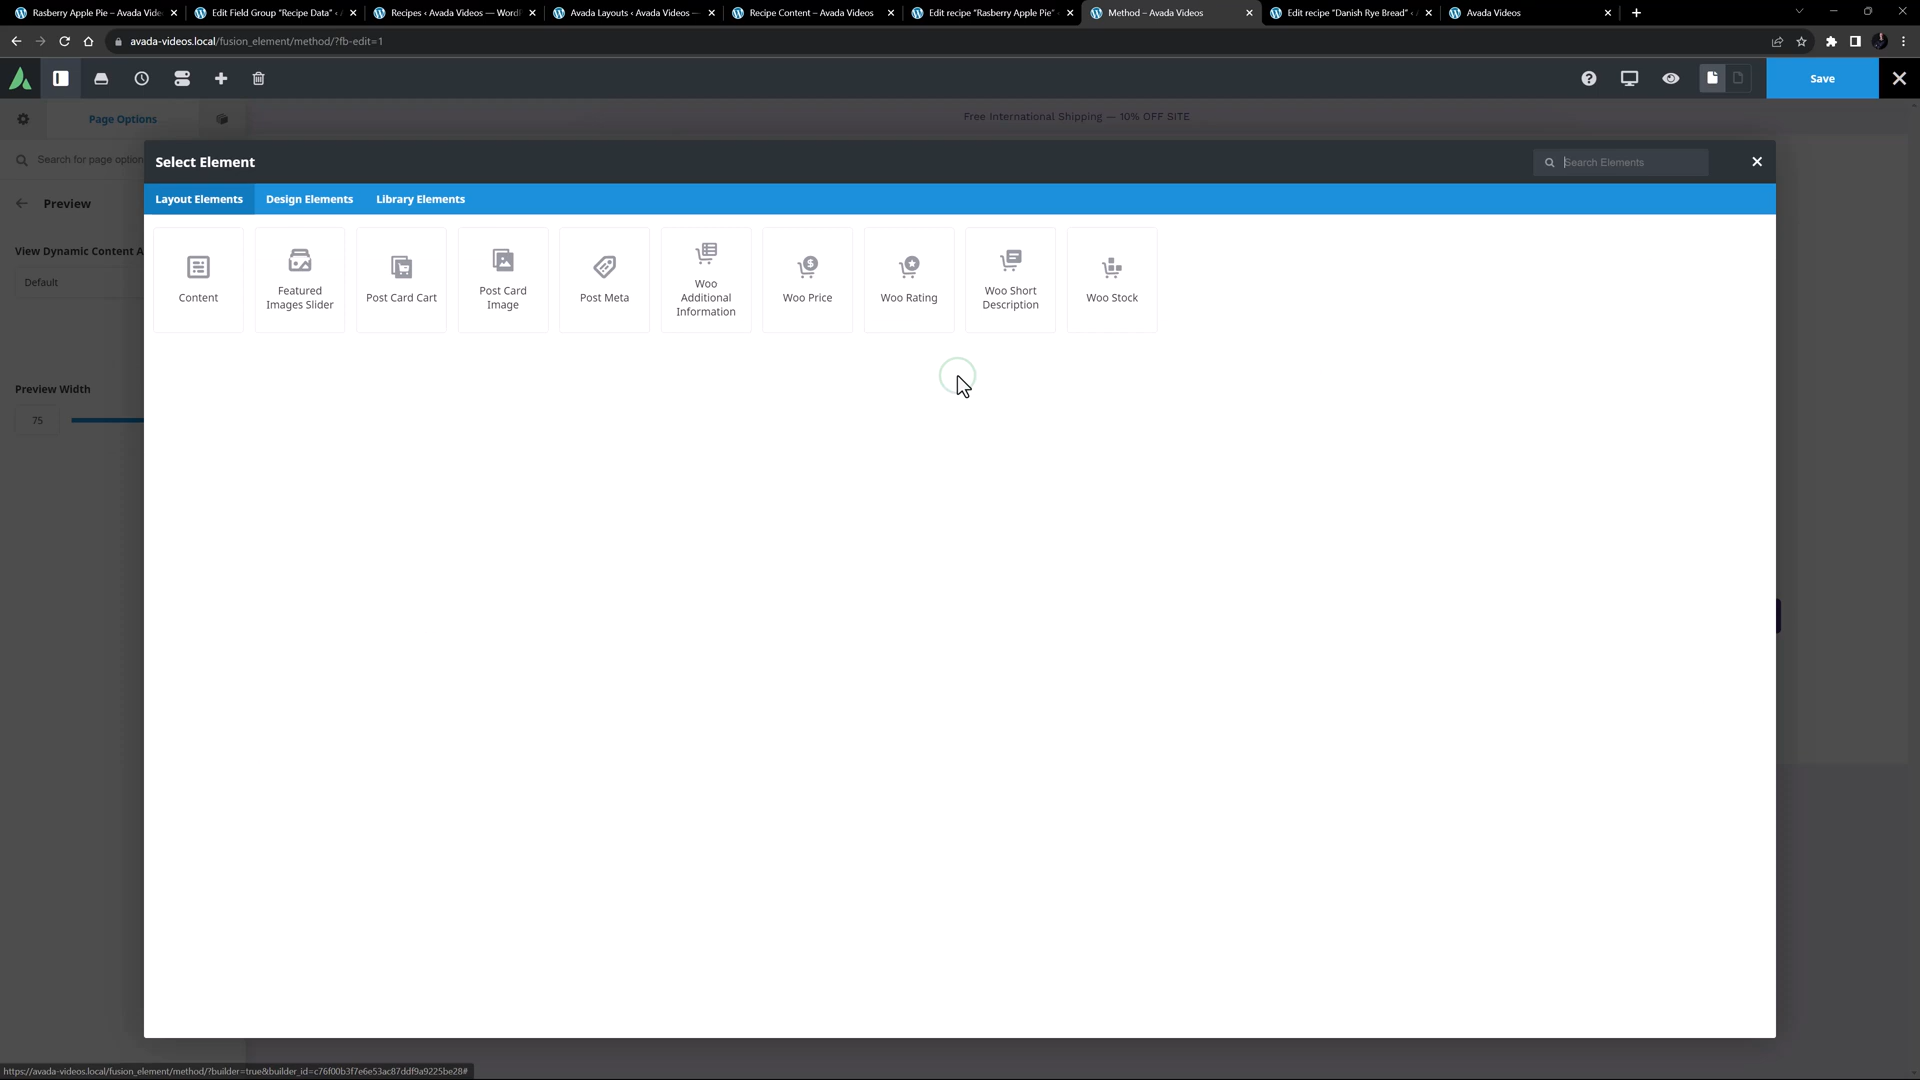 Rasberry Apple Pie – Avada Vide
Edit Field Group "Recipe Data" ‹
Recipes ‹ Avada Videos — WordP
Avada Layouts ‹ Avada Videos —
Recipe Content – Avada Videos
Edit recipe "Rasberry Apple Pie" ‹
Method – Avada Videos
Edit recipe "Danish Rye Bread" ‹
Avada Videos
avada-videos.local/fusion_element/method/?fb-edit=1
Save
Page Options
Free International Shipping — 10% OFF SITE
Search for page option
Select Element
Search Elements
Layout Elements
Design Elements
Library Elements
Preview
View Dynamic Content A
Default
Preview Width
75
Content
Featured
Images Slider
Post Card Cart
Post Card
Image
Post Meta
Woo
Additional
Information
Woo Price
Woo Rating
Woo Short
Description
Woo Stock
https://avada-videos.local/fusion_element/method/?builder=true&builder_id=c76f00b3f7e6e53ac87ddf9a9225be28#